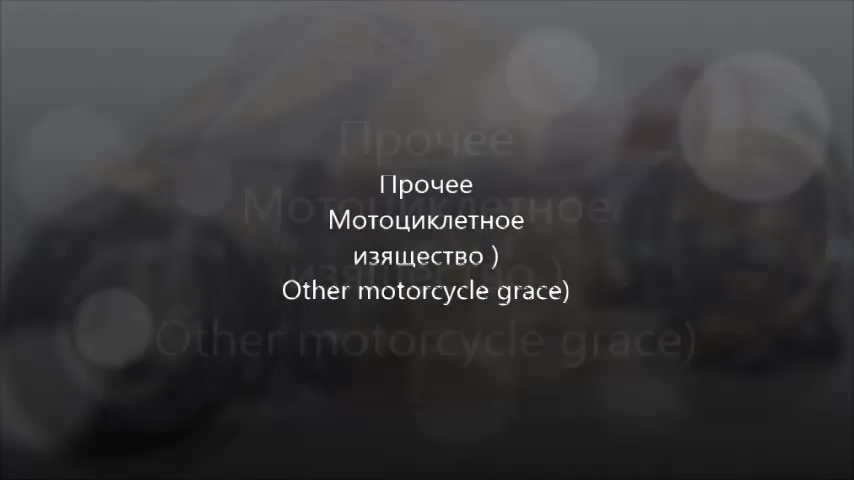 Прочее
Мотоциклетное
изящество )
Other motorcycle grace)